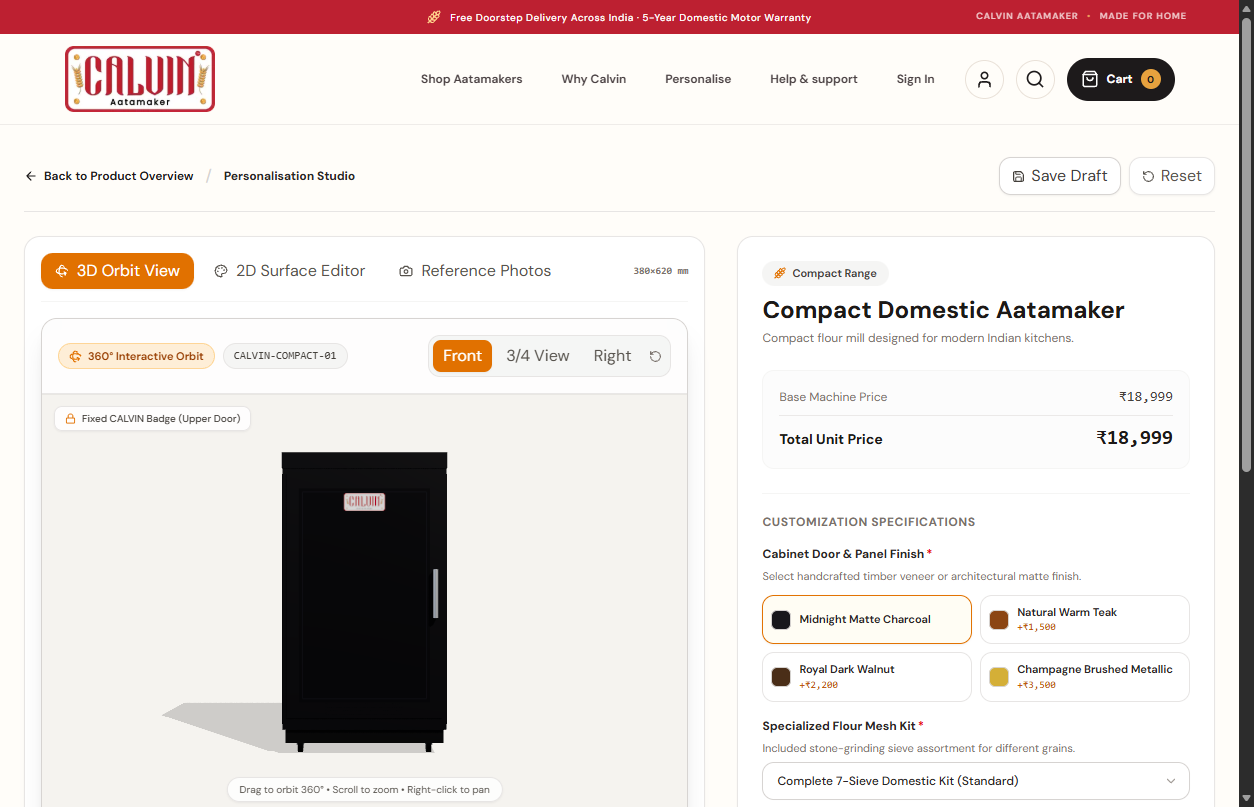 Free Doorstep Delivery Across India · 5-Year Domestic Motor Warranty
CALVIN AATAMAKER • MADE FOR HOME
CALVIN
Aatamaker
Shop Aatamakers
Why Calvin
Personalise
Help & support
Sign In
Cart 0
Back to Product Overview / Personalisation Studio
Save Draft
Reset
3D Orbit View
2D Surface Editor
Reference Photos
380×620 mm
360° Interactive Orbit
CALVIN-COMPACT-01
Front
3/4 View
Right
Fixed CALVIN Badge (Upper Door)
CALVIN
Drag to orbit 360° • Scroll to zoom • Right-click to pan
Compact Range
Compact Domestic Aatamaker
Compact flour mill designed for modern Indian kitchens.
Base Machine Price ₹18,999
Total Unit Price ₹18,999
CUSTOMIZATION SPECIFICATIONS
Cabinet Door & Panel Finish *
Select handcrafted timber veneer or architectural matte finish.
Midnight Matte Charcoal
Natural Warm Teak
+₹1,500
Royal Dark Walnut
+₹2,200
Champagne Brushed Metallic
+₹3,500
Specialized Flour Mesh Kit *
Included stone-grinding sieve assortment for different grains.
Complete 7-Sieve Domestic Kit (Standard)